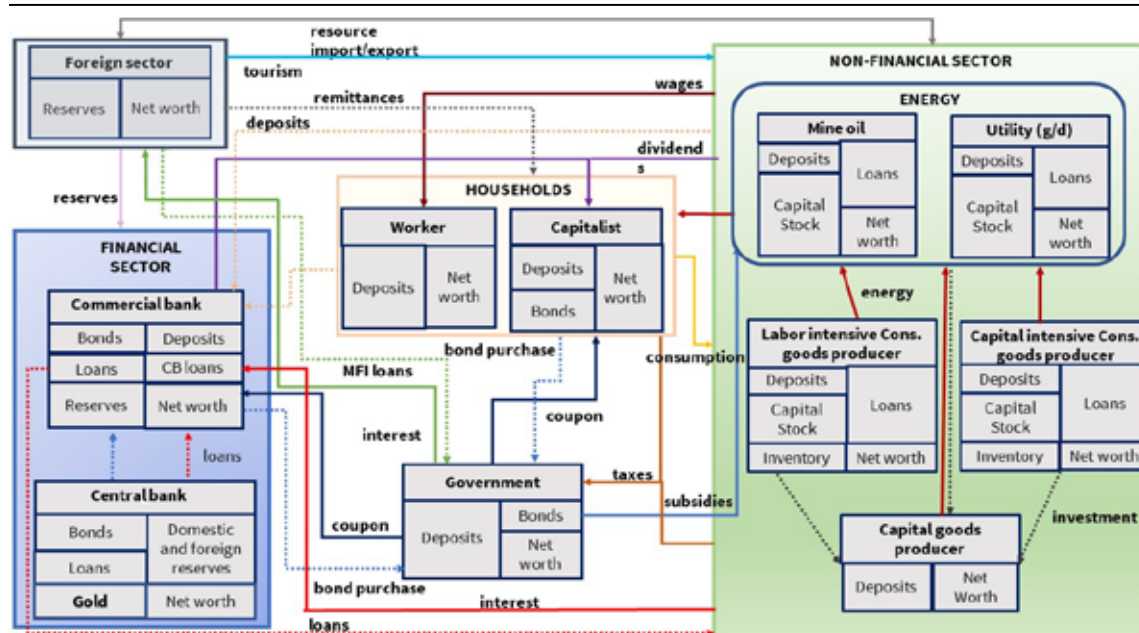 resource
import/export
tourism
Foreign sector
Reserves
Net worth
remittances
deposits
reserves
wages
dividend
s
NON-FINANCIAL SECTOR
ENERGY
Mine oil
Deposits
Loans
Capital
Stock
Net
worth
Utility (g/d)
Deposits
Loans
Capital
Stock
Net
worth
HOUSEHOLDS
Worker
Deposits
Net
worth
Capitalist
Deposits
Bonds
Net
worth
FINANCIAL
SECTOR
Commercial bank
Bonds
Deposits
Loans
CB loans
Reserves
Net worth
loans
Central bank
Bonds
Domestic
and foreign
reserves
Loans
Gold
Net worth
bond purchase
MFI loans
consumption
coupon
interest
Government
Deposits
Bonds
Net
worth
taxes
subsidies
coupon
bond purchase
interest
loans
energy
Labor intensive Cons.
goods producer
Deposits
Capital
Stock
Loans
Inventory
Net worth
Capital intensive Cons.
goods producer
Deposits
Capital
Stock
Loans
Inventory
Net worth
investment
Capital goods
producer
Deposits
Net
Worth